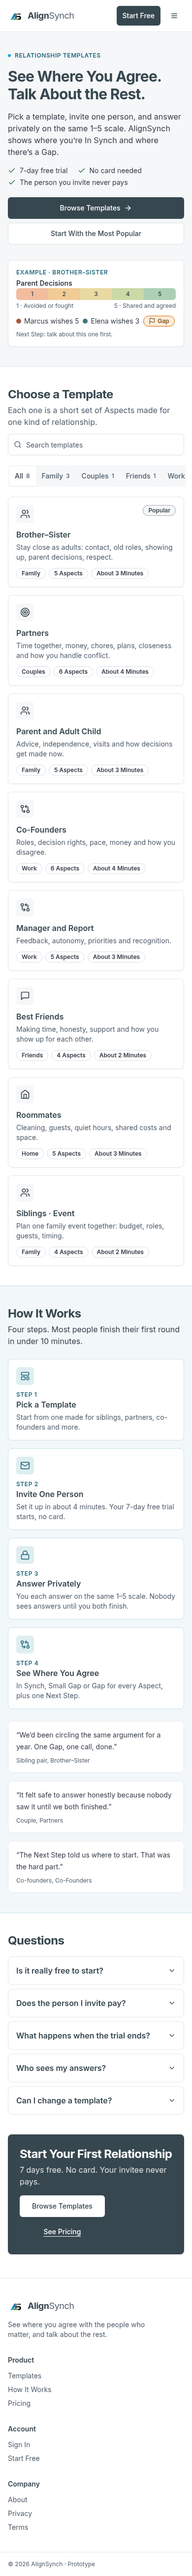 AlignSynch
Start Free
RELATIONSHIP TEMPLATES
See Where You Agree.
Talk About the Rest.
Pick a template, invite one person, and answer
privately on the same 1–5 scale. AlignSynch
shows where you're In Synch and where
there's a Gap.
7-day free trial
No card needed
The person you invite never pays
Browse Templates →
Start With the Most Popular
EXAMPLE · BROTHER–SISTER
Parent Decisions
1 2 3 4 5
1 · Avoided or fought
5 · Shared and agreed
Marcus wishes 5
Elena wishes 3
Gap
Next Step: talk about this one first.
Choose a Template
Each one is a short set of Aspects made for
one kind of relationship.
Search templates
All 8
Family 3
Couples 1
Friends 1
Work
Popular
Brother–Sister
Stay close as adults: contact, old roles, showing
up, parent decisions, respect.
Family
5 Aspects
About 3 Minutes
Partners
Time together, money, chores, plans, closeness
and how you handle conflict.
Couples
6 Aspects
About 4 Minutes
Parent and Adult Child
Advice, independence, visits and how decisions
get made now.
Family
5 Aspects
About 3 Minutes
Co-Founders
Roles, decision rights, pace, money and how you
disagree.
Work
6 Aspects
About 4 Minutes
Manager and Report
Feedback, autonomy, priorities and recognition.
Work
5 Aspects
About 3 Minutes
Best Friends
Making time, honesty, support and how you
show up for each other.
Friends
4 Aspects
About 2 Minutes
Roommates
Cleaning, guests, quiet hours, shared costs and
space.
Home
5 Aspects
About 3 Minutes
Siblings · Event
Plan one family event together: budget, roles,
guests, timing.
Family
4 Aspects
About 2 Minutes
How It Works
Four steps. Most people finish their first round
in under 10 minutes.
STEP 1
Pick a Template
Start from one made for siblings, partners, co-
founders and more.
STEP 2
Invite One Person
Set it up in about 4 minutes. Your 7-day free trial
starts, no card.
STEP 3
Answer Privately
You each answer on the same 1–5 scale. Nobody
sees answers until you both finish.
STEP 4
See Where You Agree
In Synch, Small Gap or Gap for every Aspect,
plus one Next Step.
"We'd been circling the same argument for a
year. One Gap, one call, done."
Sibling pair, Brother–Sister
"It felt safe to answer honestly because nobody
saw it until we both finished."
Couple, Partners
"The Next Step told us where to start. That was
the hard part."
Co-founders, Co-Founders
Questions
Is it really free to start?
Does the person I invite pay?
What happens when the trial ends?
Who sees my answers?
Can I change a template?
Start Your First Relationship
7 days free. No card. Your invitee never
pays.
Browse Templates
See Pricing
AlignSynch
See where you agree with the people who
matter, and talk about the rest.
Product
Templates
How It Works
Pricing
Account
Sign In
Start Free
Company
About
Privacy
Terms
© 2026 AlignSynch · Prototype